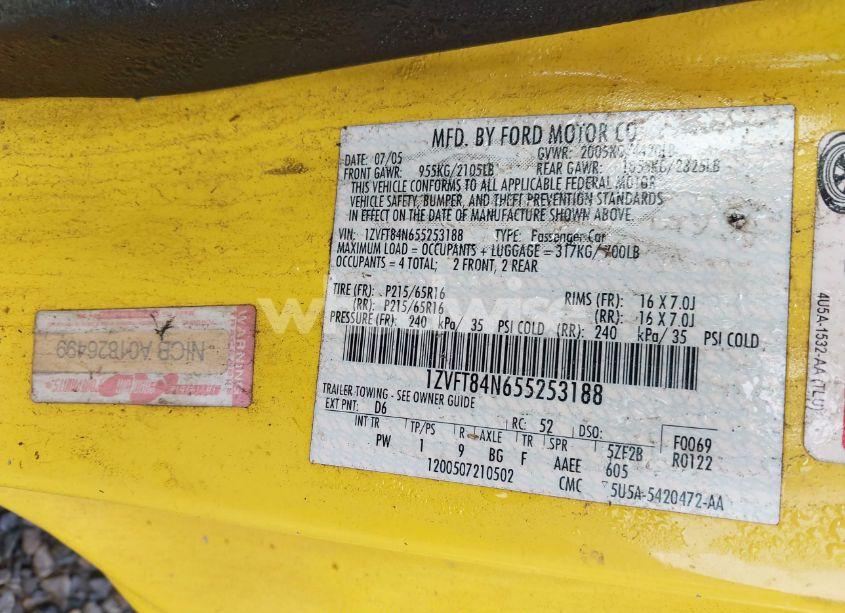 MFD. BY FORD MOTOR CO.
DATE: 07/05 GVWR: 2005KG/4420LB
FRONT GAWR: 955KG/2105LB REAR GAWR: 1054KG/2325LB
THIS VEHICLE CONFORMS TO ALL APPLICABLE FEDERAL MOTOR
VEHICLE SAFETY, BUMPER, AND THEFT PREVENTION STANDARDS
IN EFFECT ON THE DATE OF MANUFACTURE SHOWN ABOVE.
VIN: 1ZVFT84N655253188 TYPE: Passenger Car
MAXIMUM LOAD = OCCUPANTS + LUGGAGE = 317KG/700LB
OCCUPANTS = 4 TOTAL; 2 FRONT, 2 REAR
TIRE (FR): P215/65R16 RIMS (FR): 16 X 7.0J
(RR): P215/65R16 (RR): 16 X 7.0J
PRESSURE (FR): 240 kPa/ 35 PSI COLD (RR): 240 kPa/ 35 PSI COLD
1ZVFT84N655253188
TRAILER TOWING - SEE OWNER GUIDE
EXT PNT: D6 RC: 52 DSO: F0069
INT TR TP/PS R AXLE TR SPR 5ZF2B R0122
PW 1 9 BG F AAEE 605
1200507210502 CMC 5U5A-5420472-AA
4U5A-1532-AA (TLU)
WARNING
NICB A01826499